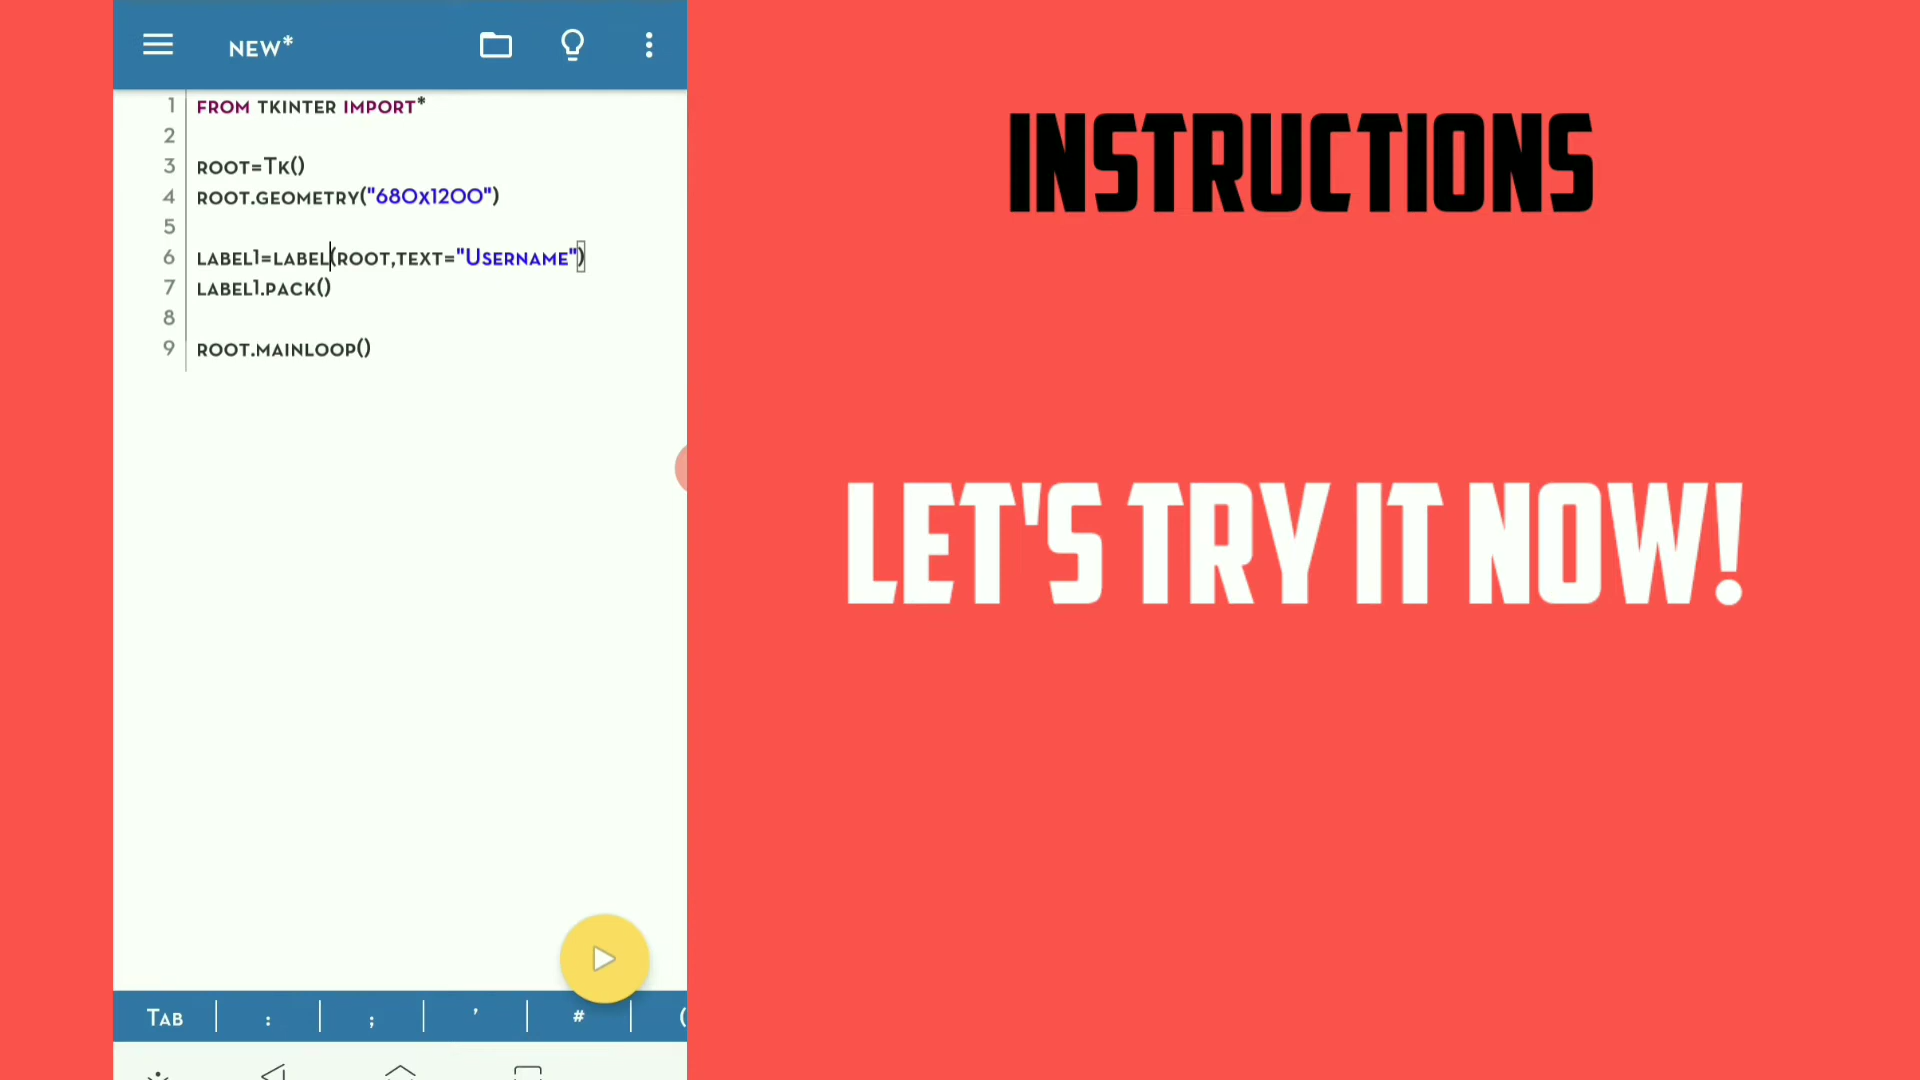 new*
1 from tkinter import*
2
3 root=Tk()
4 root.geometry("680x1200")
5
6 label1=label(root,text="Username")
7 label1.pack()
8
9 root.mainloop()
Tab : ; ' # (
INSTRUCTIONS
LET'S TRY IT NOW!